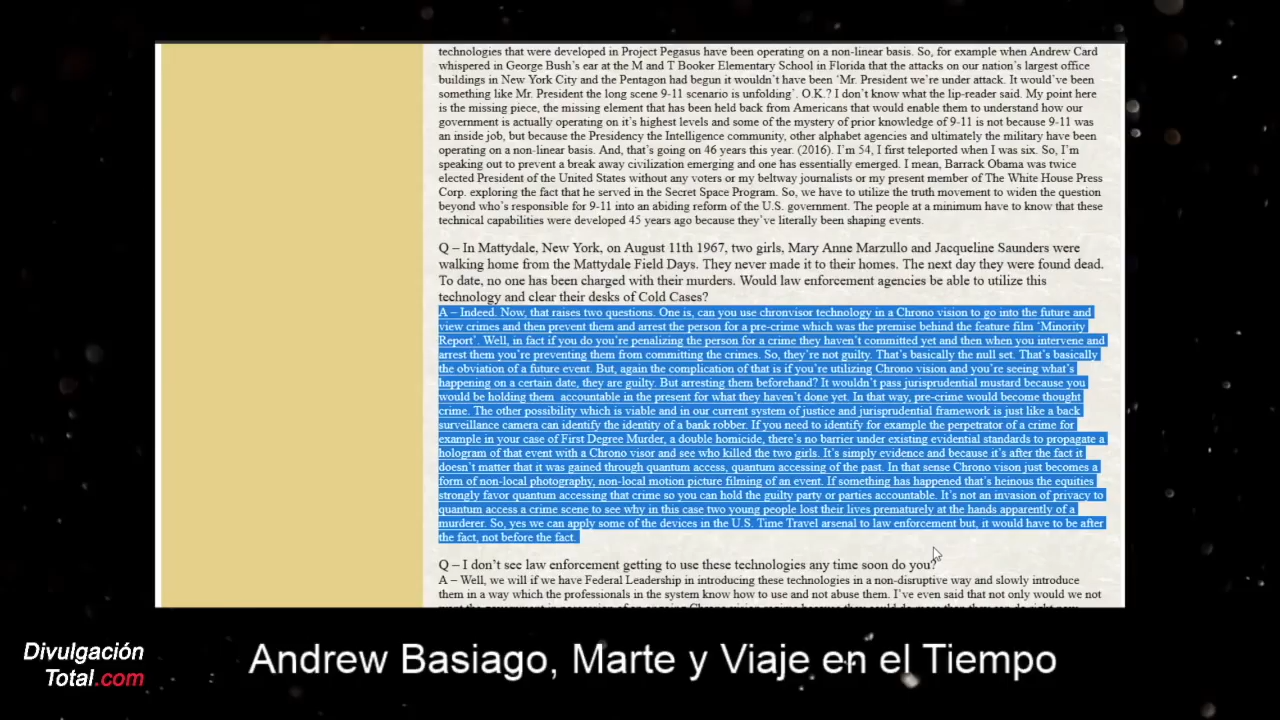 technologies that were developed in Project Pegasus have been operating on a non-linear basis. So, for example when Andrew Card
whispered in George Bush's ear at the M and T Booker Elementary School in Florida that the attacks on our nation's largest office
buildings in New York City and the Pentagon had begun it wouldn't have been 'Mr. President we're under attack. It would've been
something like Mr. President the long scene 9-11 scenario is unfolding'. O.K.? I don't know what the lip-reader said. My point here
is the missing piece, the missing element that has been held back from Americans that would enable them to understand how our
government is actually operating on it's highest levels and some of the mystery of prior knowledge of 9-11 is not because 9-11 was
an inside job, but because the Presidency the Intelligence community, other alphabet agencies and ultimately the military have been
operating on a non-linear basis. And, that's going on 46 years this year. (2016). I'm 54, I first teleported when I was six. So, I'm
speaking out to prevent a break away civilization emerging and one has essentially emerged. I mean, Barrack Obama was twice
elected President of the United States without any voters or my beltway journalists or my present member of The White House Press
Corp. exploring the fact that he served in the Secret Space Program. So, we have to utilize the truth movement to widen the question
beyond who's responsible for 9-11 into an abiding reform of the U.S. government. The people at a minimum have to know that these
technical capabilities were developed 45 years ago because they've literally been shaping events.
Q – In Mattydale, New York, on August 11th 1967, two girls, Mary Anne Marzullo and Jacqueline Saunders were
walking home from the Mattydale Field Days. They never made it to their homes. The next day they were found dead.
To date, no one has been charged with their murders. Would law enforcement agencies be able to utilize this
technology and clear their desks of Cold Cases?
A – Indeed. Now, that raises two questions. One is, can you use chronvisor technology in a Chrono vision to go into the future and
view crimes and then prevent them and arrest the person for a pre-crime which was the premise behind the feature film 'Minority
Report'. Well, in fact if you do you're penalizing the person for a crime they haven't committed yet and then when you intervene and
arrest them you're preventing them from committing the crimes. So, they're not guilty. That's basically the null set. That's basically
the obviation of a future event. But, again the complication of that is if you're utilizing Chrono vision and you're seeing what's
happening on a certain date, they are guilty. But arresting them beforehand? It wouldn't pass jurisprudential mustard because you
would be holding them  accountable in the present for what they haven't done yet. In that way, pre-crime would become thought
crime. The other possibility which is viable and in our current system of justice and jurisprudential framework is just like a back
surveillance camera can identify the identity of a bank robber. If you need to identify for example the perpetrator of a crime for
example in your case of First Degree Murder, a double homicide, there's no barrier under existing evidential standards to propagate a
hologram of that event with a Chrono visor and see who killed the two girls. It's simply evidence and because it's after the fact it
doesn't matter that it was gained through quantum access, quantum accessing of the past. In that sense Chrono vison just becomes a
form of non-local photography, non-local motion picture filming of an event. If something has happened that's heinous the equities
strongly favor quantum accessing that crime so you can hold the guilty party or parties accountable. It's not an invasion of privacy to
quantum access a crime scene to see why in this case two young people lost their lives prematurely at the hands apparently of a
murderer. So, yes we can apply some of the devices in the U.S. Time Travel arsenal to law enforcement but, it would have to be after
the fact, not before the fact.
Q – I don't see law enforcement getting to use these technologies any time soon do you?
A – Well, we will if we have Federal Leadership in introducing these technologies in a non-disruptive way and slowly introduce
them in a way which the professionals in the system know how to use and not abuse them. I've even said that not only would we not
Divulgación
Total.com
Andrew Basiago, Marte y Viaje en el Tiempo